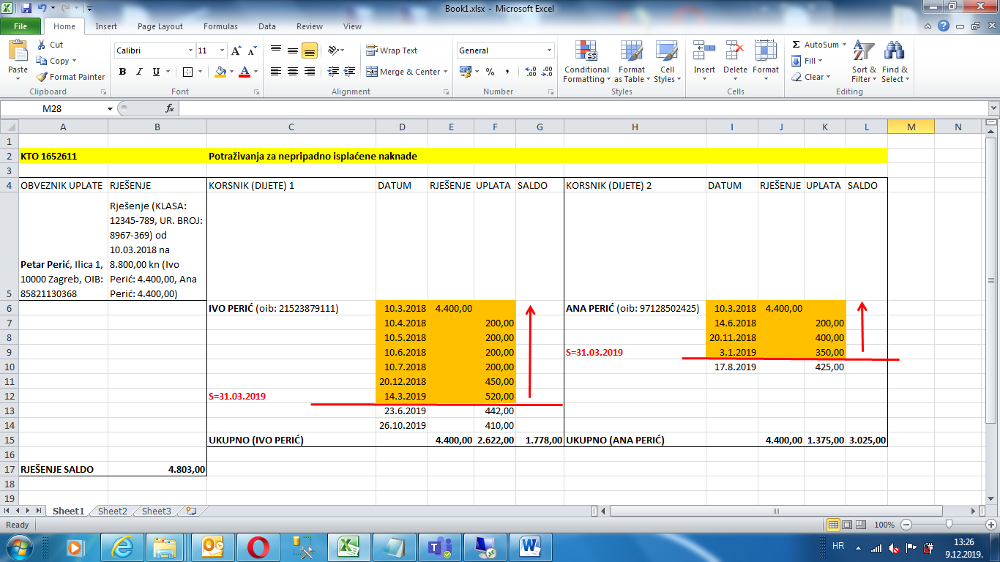 Book1.xlsx - Microsoft Excel
File Home Insert Page Layout Formulas Data Review View
Paste
Cut
Copy
Format Painter
Clipboard
Calibri 11
B I U
Font
Wrap Text
Merge & Center
Alignment
General
% ,
Number
Conditional Formatting
Format as Table
Cell Styles
Styles
Insert Delete Format
Cells
AutoSum
Fill
Clear
Sort & Filter
Find & Select
Editing
M28 fx
A B C D E F G H I J K L M N
1
2 KTO 1652611 Potraživanja za nepripadno isplaćene naknade
3
4 OBVEZNIK UPLATE RJEŠENJE KORSNIK (DIJETE) 1 DATUM RJEŠENJE UPLATA SALDO KORSNIK (DIJETE) 2 DATUM RJEŠENJE UPLATA SALDO
5
Petar Perić, Ilica 1,
10000 Zagreb, OIB:
85821130368
Rješenje (KLASA:
12345-789, UR. BROJ:
8967-369) od
10.03.2018 na
8.800,00 kn (Ivo
Perić: 4.400,00, Ana
Perić: 4.400,00)
6 IVO PERIĆ (oib: 21523879111) 10.3.2018 4.400,00 ANA PERIĆ (oib: 97128502425) 10.3.2018 4.400,00
7 10.4.2018 200,00 14.6.2018 200,00
8 10.5.2018 200,00 20.11.2018 400,00
9 10.6.2018 200,00 S=31.03.2019 3.1.2019 350,00
10 10.7.2018 200,00 17.8.2019 425,00
11 20.12.2018 450,00
12 S=31.03.2019 14.3.2019 520,00
13 23.6.2019 442,00
14 26.10.2019 410,00
15 UKUPNO (IVO PERIĆ) 4.400,00 2.622,00 1.778,00 UKUPNO (ANA PERIĆ) 4.400,00 1.375,00 3.025,00
16
17 RJEŠENJE SALDO 4.803,00
18
19
Sheet1 Sheet2 Sheet3
Ready 100%
HR 13:26
9.12.2019.